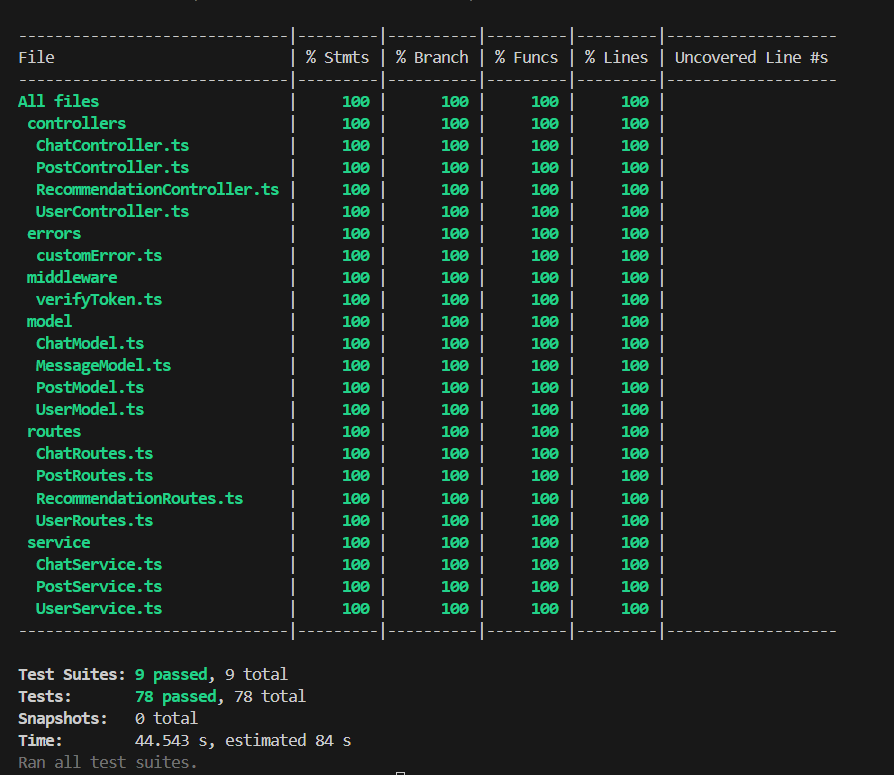 ------------------------------|---------|----------|---------|---------|-------------------
File                          | % Stmts | % Branch | % Funcs | % Lines | Uncovered Line #s
------------------------------|---------|----------|---------|---------|-------------------
All files                     |     100 |      100 |     100 |     100 |
 controllers                  |     100 |      100 |     100 |     100 |
  ChatController.ts           |     100 |      100 |     100 |     100 |
  PostController.ts           |     100 |      100 |     100 |     100 |
  RecommendationController.ts |     100 |      100 |     100 |     100 |
  UserController.ts           |     100 |      100 |     100 |     100 |
 errors                       |     100 |      100 |     100 |     100 |
  customError.ts              |     100 |      100 |     100 |     100 |
 middleware                   |     100 |      100 |     100 |     100 |
  verifyToken.ts              |     100 |      100 |     100 |     100 |
 model                        |     100 |      100 |     100 |     100 |
  ChatModel.ts                |     100 |      100 |     100 |     100 |
  MessageModel.ts             |     100 |      100 |     100 |     100 |
  PostModel.ts                |     100 |      100 |     100 |     100 |
  UserModel.ts                |     100 |      100 |     100 |     100 |
 routes                       |     100 |      100 |     100 |     100 |
  ChatRoutes.ts               |     100 |      100 |     100 |     100 |
  PostRoutes.ts               |     100 |      100 |     100 |     100 |
  RecommendationRoutes.ts     |     100 |      100 |     100 |     100 |
  UserRoutes.ts               |     100 |      100 |     100 |     100 |
 service                      |     100 |      100 |     100 |     100 |
  ChatService.ts              |     100 |      100 |     100 |     100 |
  PostService.ts              |     100 |      100 |     100 |     100 |
  UserService.ts              |     100 |      100 |     100 |     100 |
------------------------------|---------|----------|---------|---------|-------------------
Test Suites: 9 passed, 9 total
Tests:       78 passed, 78 total
Snapshots:   0 total
Time:        44.543 s, estimated 84 s
Ran all test suites.